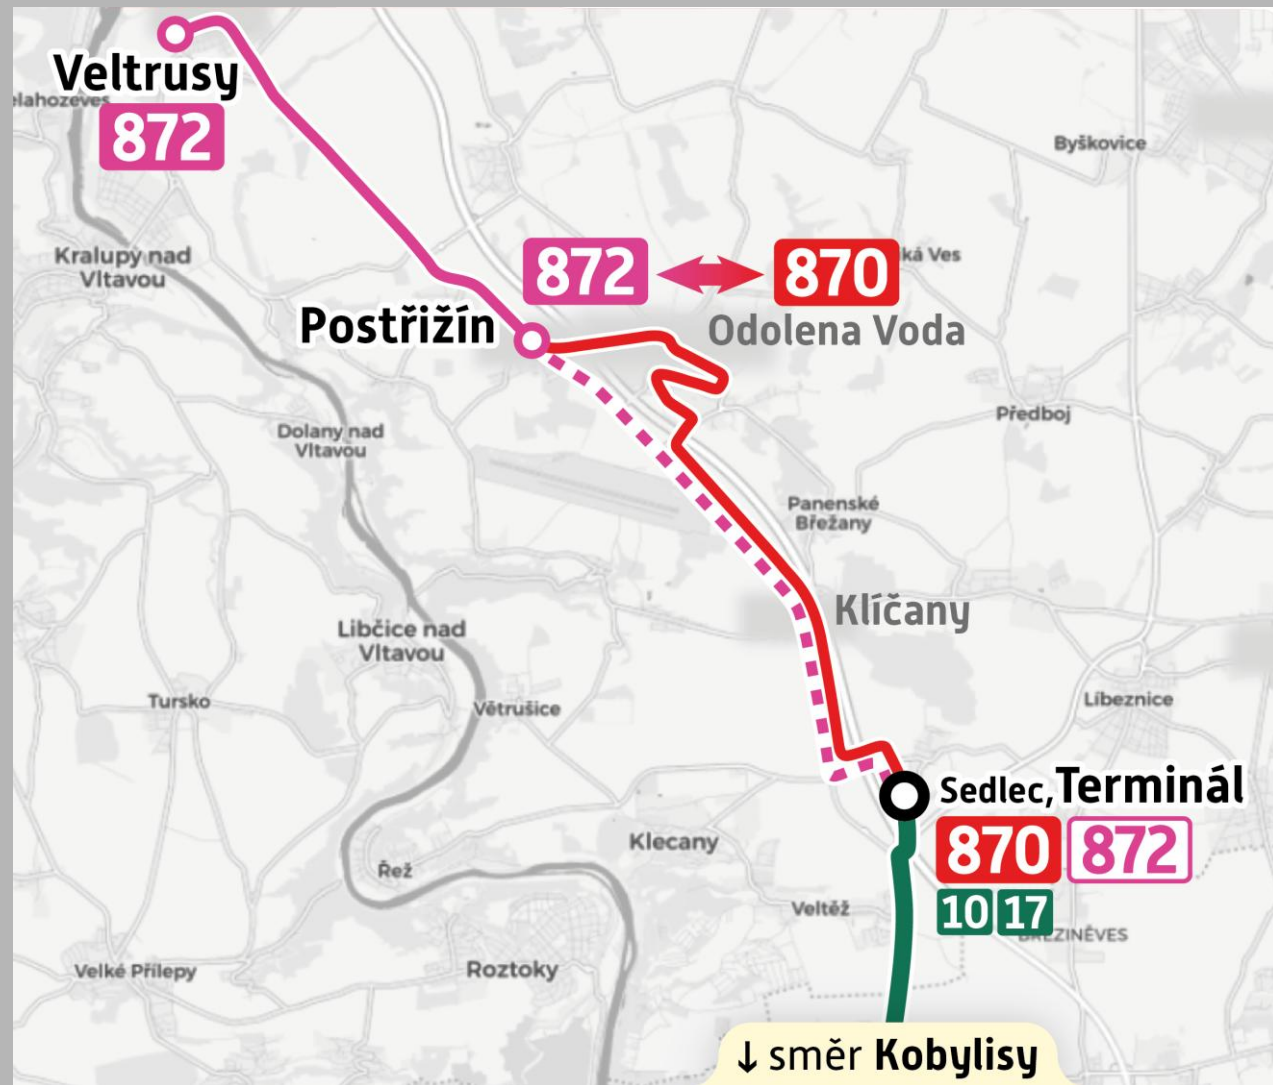 Veltrusy
872
Byškovice
Kralupy nad
Vltavou
872
870
Postřižín
Odolena Voda
Předboj
Dolany nad
Vltavou
Panenské
Břežany
Klíčany
Libčice nad
Vltavou
Tursko
Větrušice
Líbeznice
Sedlec, Terminál
870 872
Klecany
Řež
10 17
Veltěž
Velké Přílepy
Roztoky
↓ směr Kobylisy